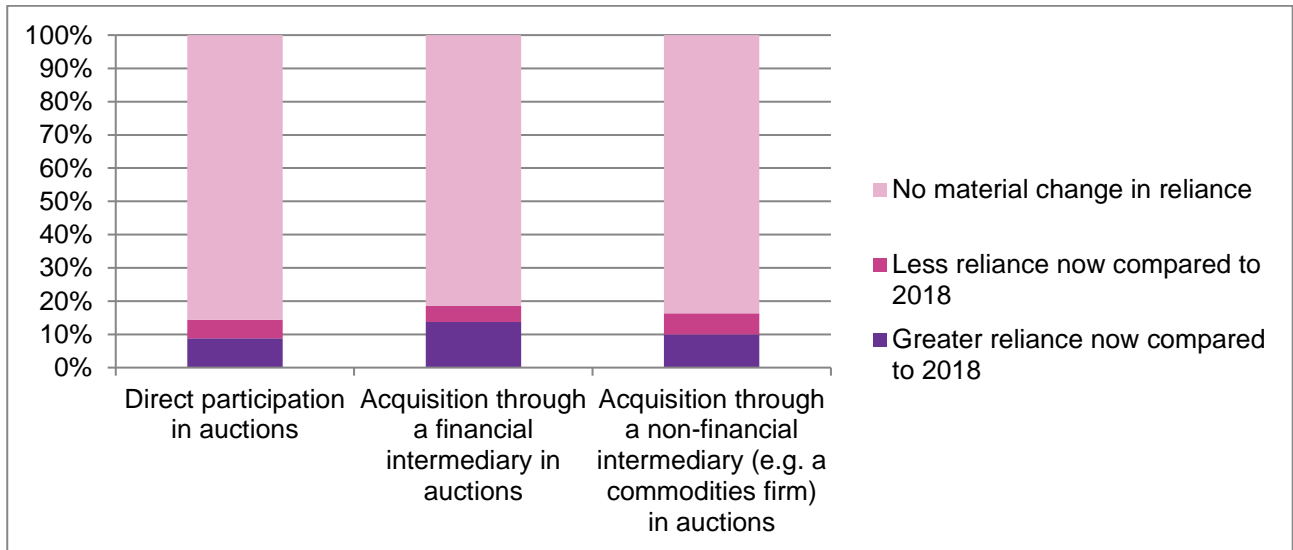 100%
90%
80%
70%
60%
50%
40%
30%
20%
10%
0%
Direct participation
in auctions
Acquisition through
a financial
intermediary in
auctions
Acquisition through
a non-financial
intermediary (e.g. a
commodities firm)
in auctions
No material change in reliance
Less reliance now compared to
2018
Greater reliance now compared
to 2018